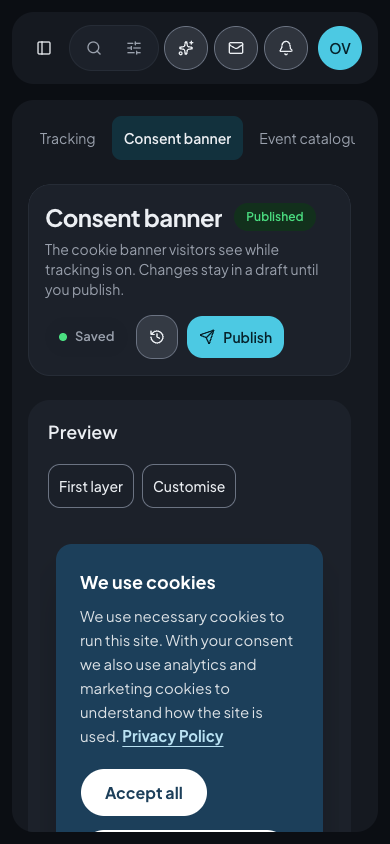 OV
Tracking
Consent banner
Event catalogu
Consent banner
Published
The cookie banner visitors see while
tracking is on. Changes stay in a draft until
you publish.
Saved
Publish
Preview
First layer
Customise
We use cookies
We use necessary cookies to
run this site. With your consent
we also use analytics and
marketing cookies to
understand how the site is
used. Privacy Policy
Accept all